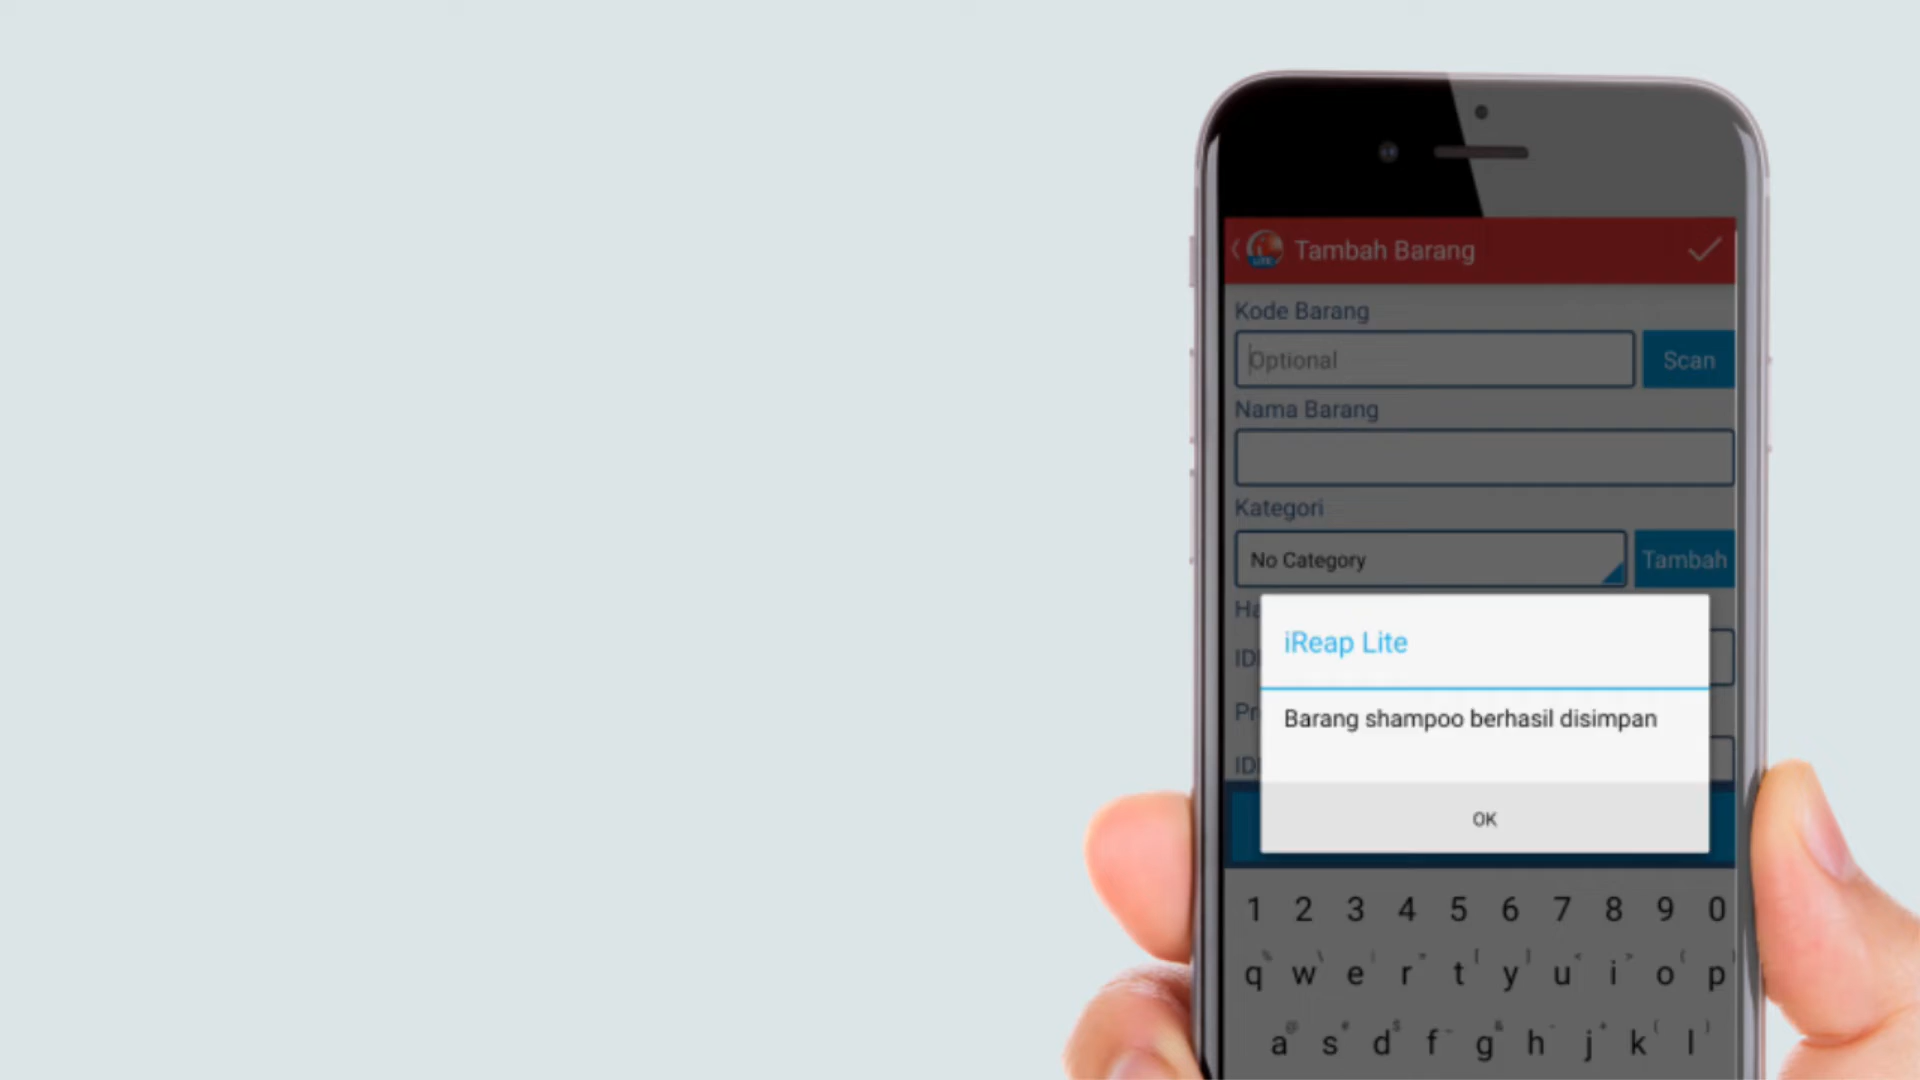 Tambah Barang
Kode Barang
Optional
Scan
Nama Barang
Kategori
No Category
Tambah
iReap Lite
Barang shampoo berhasil disimpan
OK
1 2 3 4 5 6 7 8 9 0
q w e r t y u i o p
a s d f g h j k l